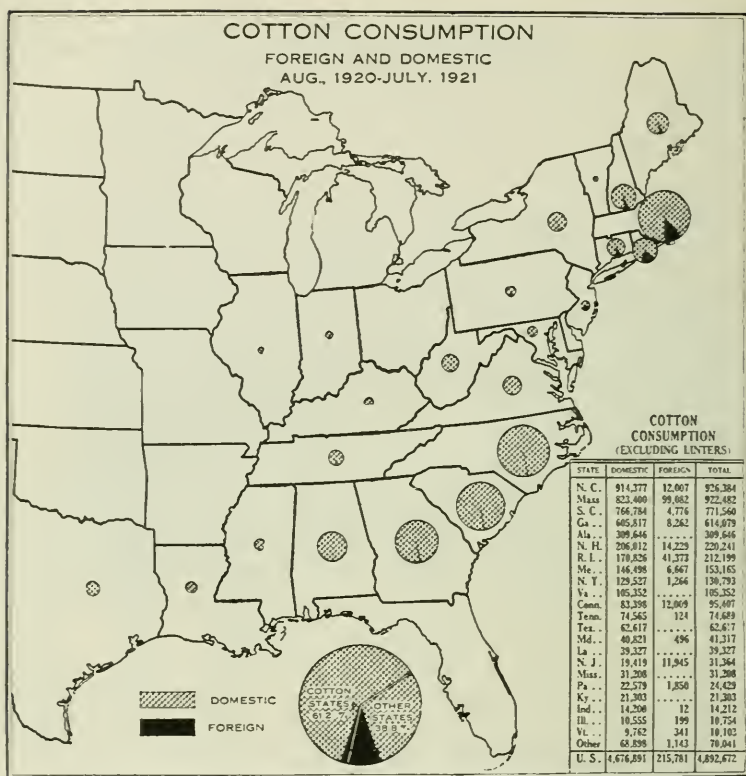 COTTON CONSUMPTION
FOREIGN AND DOMESTIC
AUG., 1920-JULY. 1921
COTTON
CONSUMPTION
(EXCLUDING LINTERS)
STATE DOMESTIC FOREIGN TOTAL
N. C. 914,377 12,007 926,384
Mass 823,400 99,082 922,482
S. C. 766,784 4,776 771,560
Ga .. 605,817 8,262 614,079
Ala .. 309,646 ...... 309,646
N. H. 206,012 14,229 220,241
R. I.. 170,826 41,373 212,199
Me .. 146,498 6,667 153,165
N. Y. 129,527 1,266 130,793
Va .. 105,352 ...... 105,352
Conn. 83,398 12,009 95,407
Tenn. 74,565 124 74,689
Tex.. 62,617 ...... 62,617
Md .. 40,821 496 41,317
La .. 39,327 ...... 39,327
N. J. 19,419 11,945 31,364
Miss. 31,208 ...... 31,208
Pa .. 22,579 1,850 24,429
Ky .. 21,303 ...... 21,303
Ind.. 14,200 12 14,212
Ill.. 10,555 199 10,754
Vt. . 9,762 341 10,103
Other 68,898 1,143 70,041
U. S. 4,676,891 215,781 4,892,672
COTTON
STATES
61.2 %
OTHER
STATES
38.8 %
DOMESTIC
FOREIGN